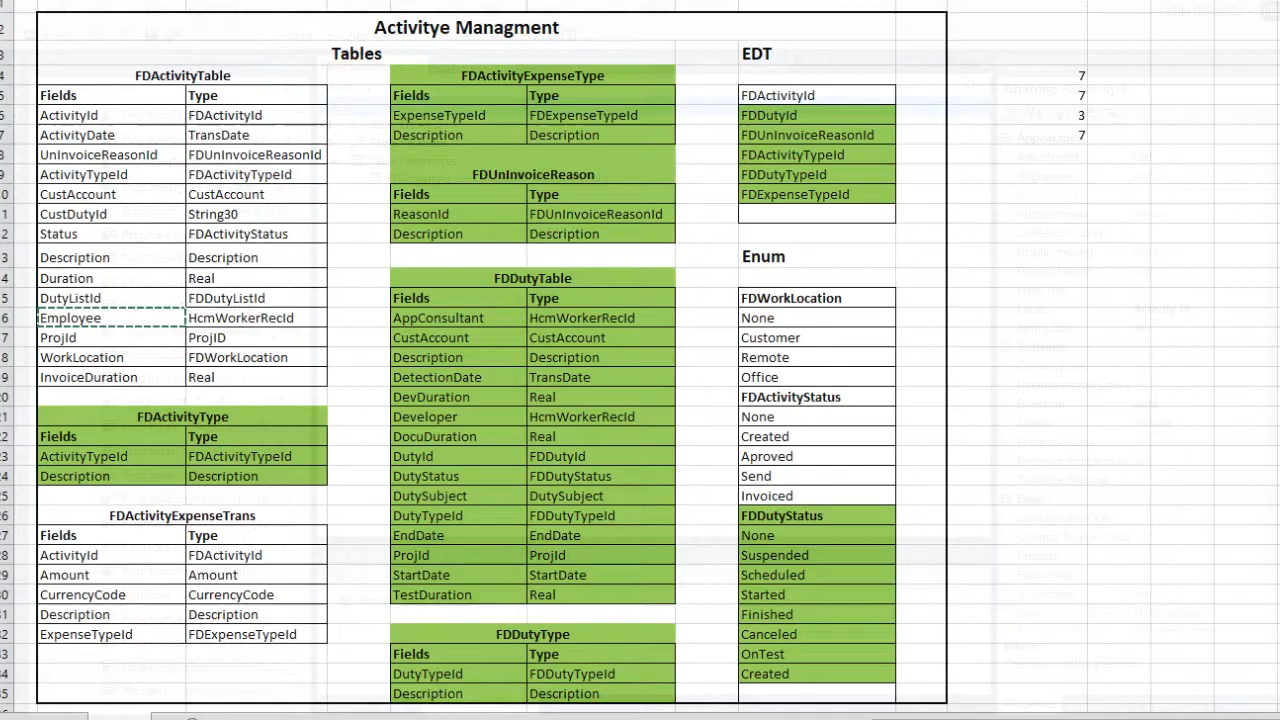 Activitye Managment
Tables
EDT
FDActivityTable
Fields Type
ActivityId FDActivityId
ActivityDate TransDate
UnInvoiceReasonId FDUnInvoiceReasonId
ActivityTypeId FDActivityTypeId
CustAccount CustAccount
CustDutyId String30
Status FDActivityStatus
Description Description
Duration Real
DutyListId FDDutyListId
Employee HcmWorkerRecId
ProjId ProjID
WorkLocation FDWorkLocation
InvoiceDuration Real
FDActivityType
Fields Type
ActivityTypeId FDActivityTypeId
Description Description
FDActivityExpenseTrans
Fields Type
ActivityId FDActivityId
Amount Amount
CurrencyCode CurrencyCode
Description Description
ExpenseTypeId FDExpenseTypeId
FDActivityExpenseType
Fields Type
ExpenseTypeId FDExpenseTypeId
Description Description
FDUnInvoiceReason
Fields Type
ReasonId FDUnInvoiceReasonId
Description Description
FDDutyTable
Fields Type
AppConsultant HcmWorkerRecId
CustAccount CustAccount
Description Description
DetectionDate TransDate
DevDuration Real
Developer HcmWorkerRecId
DocuDuration Real
DutyId FDDutyId
DutyStatus FDDutyStatus
DutySubject DutySubject
DutyTypeId FDDutyTypeId
EndDate EndDate
ProjId ProjId
StartDate StartDate
TestDuration Real
FDDutyType
Fields Type
DutyTypeId FDDutyTypeId
Description Description
FDActivityId
FDDutyId
FDUnInvoiceReasonId
FDActivityTypeId
FDDutyTypeId
FDExpenseTypeId
Enum
FDWorkLocation
None
Customer
Remote
Office
FDActivityStatus
None
Created
Aproved
Send
Invoiced
FDDutyStatus
None
Suspended
Scheduled
Started
Finished
Canceled
OnTest
Created
7
7
3
7